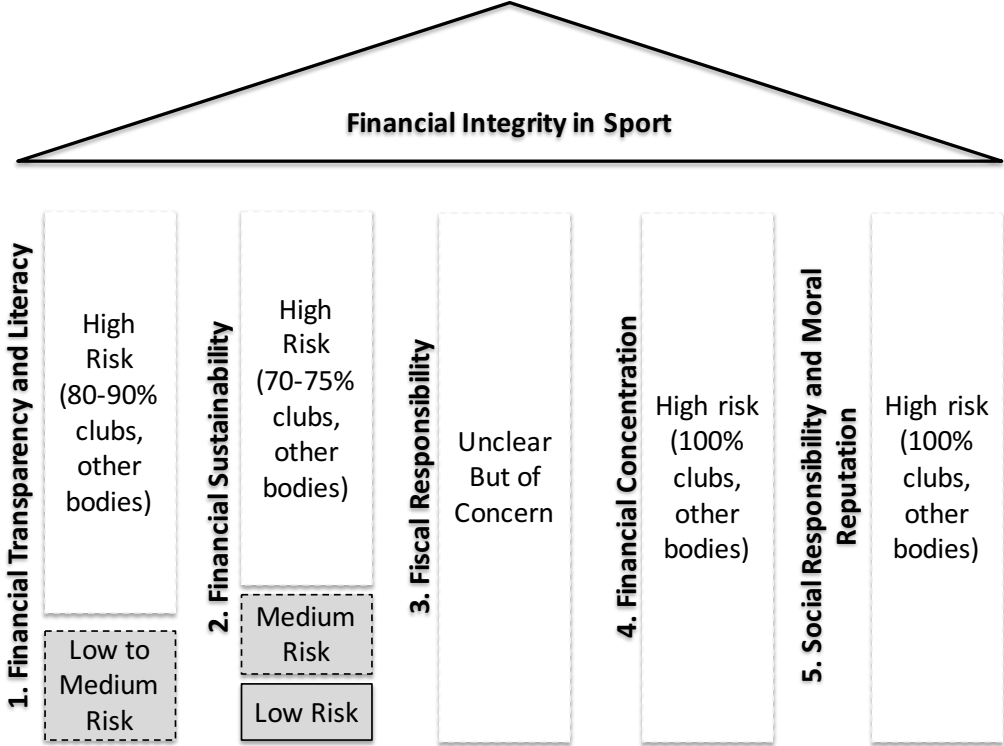 Financial Integrity in Sport
1. Financial Transparency and Literacy
High
Risk
(80-90%
clubs,
other
bodies)
Low to
Medium
Risk
2. Financial Sustainability
High
Risk
(70-75%
clubs,
other
bodies)
Medium
Risk
Low Risk
3. Fiscal Responsibility
Unclear
But of
Concern
4. Financial Concentration
High risk
(100%
clubs,
other
bodies)
5. Social Responsibility and Moral
Reputation
High risk
(100%
clubs,
other
bodies)